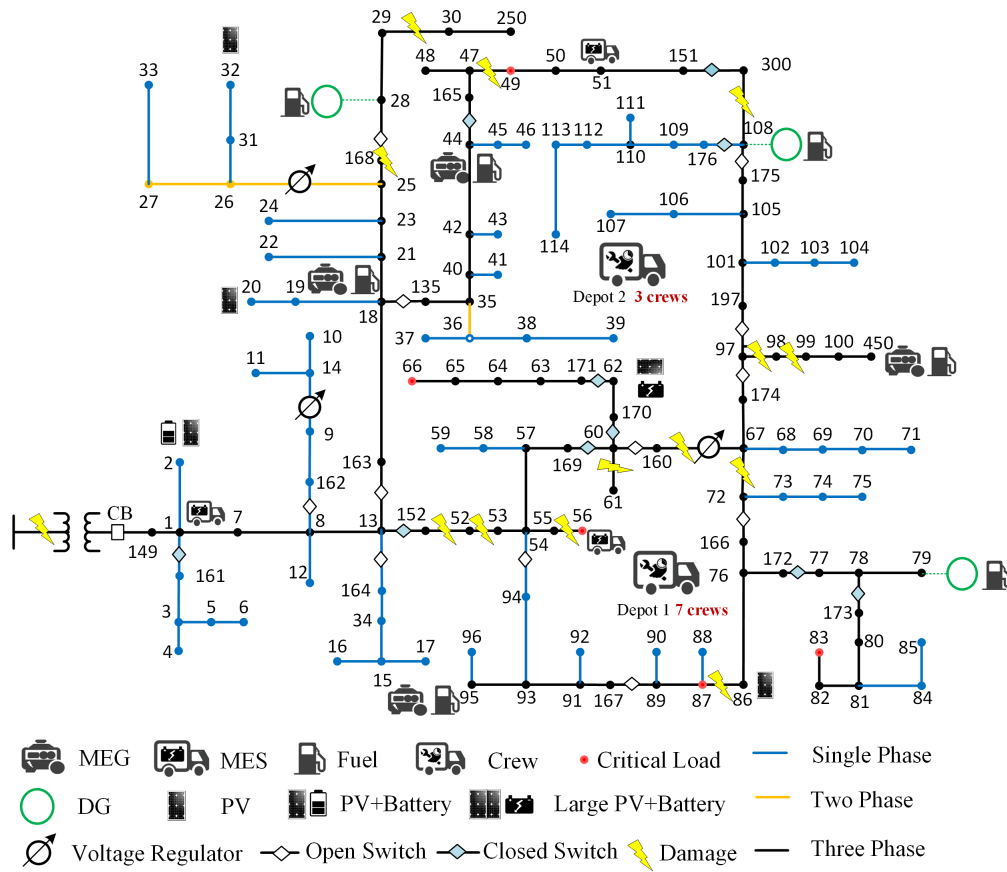 29 30 250
48 47 50 151 300
49 51
33 32
28 165
111
31 44 45 46 113 112 109 108
168 110 176
25 175
27 26
24 23 106 105
107
42 43 114
22 21
101 102 103 104
40 41
Depot 2 3 crews
20 19 135 35 197
18
37 36 38 39
10 97 98 99 100 450
11 14 66 65 64 63 171 62
174
170
9 59 58 57 60 67 68 69 70 71
169 160
2 163
162 61 72 73 74 75
CB
1 7 8 13 152 52 53 55 56
149 54 166
161 12 164 76 172 77 78 79
Depot 1 7 crews
3 5 6 34 94 173
4 83 80 85
16 17 96 92 90 88
15 95 93 91 167 89 87 86 82 81 84
MEG MES Fuel Crew Critical Load Single Phase
DG PV PV+Battery Large PV+Battery Two Phase
Voltage Regulator Open Switch Closed Switch Damage Three Phase